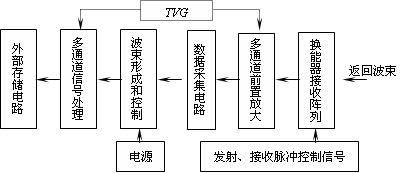 TVG
外部存储电路
多通道信号处理
波束形成和控制
数据采集电路
多通道前置放大
换能器接收阵列
返回波束
电源
发射、接收脉冲控制信号